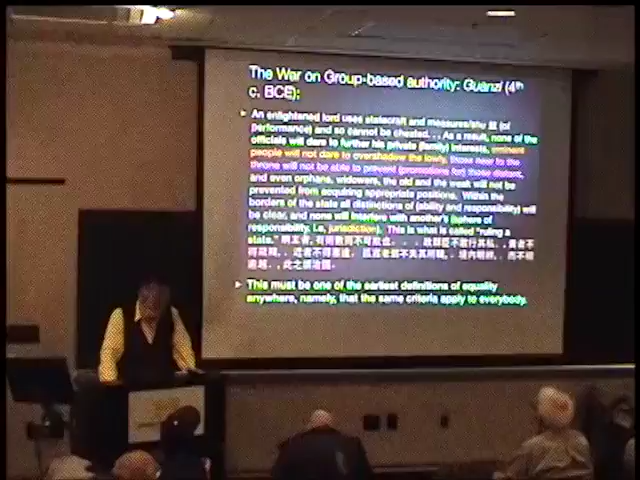 The War on Group-based authority: Guanzi (4th
c. BCE):
An enlightened lord uses statecraft and measures/shu 數 (of
performance) and so cannot be cheated. . . As a result, none of the
officials will dare to further his private (family) interests, eminent
people will not dare to overshadow the lowly, those near to the
throne will not be able to prevent (promotions for) those distant,
and even orphans, widowers, the old and the weak will not be
prevented from acquiring appropriate positions. Within the
borders of the state all distinctions of (ability and responsibility) will
be clear, and none will interfere with another's (sphere of
responsibility, i.e, jurisdiction). This is what is called "ruling a
state."
This must be one of the earliest definitions of equality
anywhere, namely, that the same criteria apply to everybody.